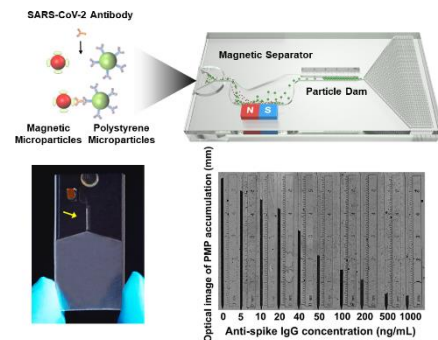 SARS-CoV-2 Antibody
Magnetic
Microparticles
Polystyrene
Microparticles
Magnetic Separator
N S
Particle Dam
Optical image of PMP accumulation (mm)
0 5 10 20 40 50 100 200 500 1000
Anti-spike IgG concentration (ng/mL)